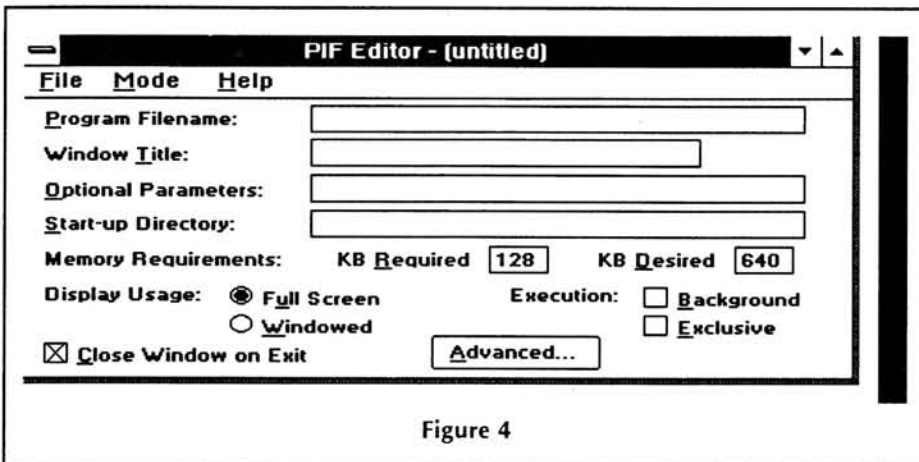 PIF Editor - (untitled)
File Mode Help
Program Filename:
Window Title:
Optional Parameters:
Start-up Directory:
Memory Requirements: KB Required 128 KB Desired 640
Display Usage: Full Screen Execution: Background
Windowed Exclusive
Close Window on Exit Advanced...
Figure 4